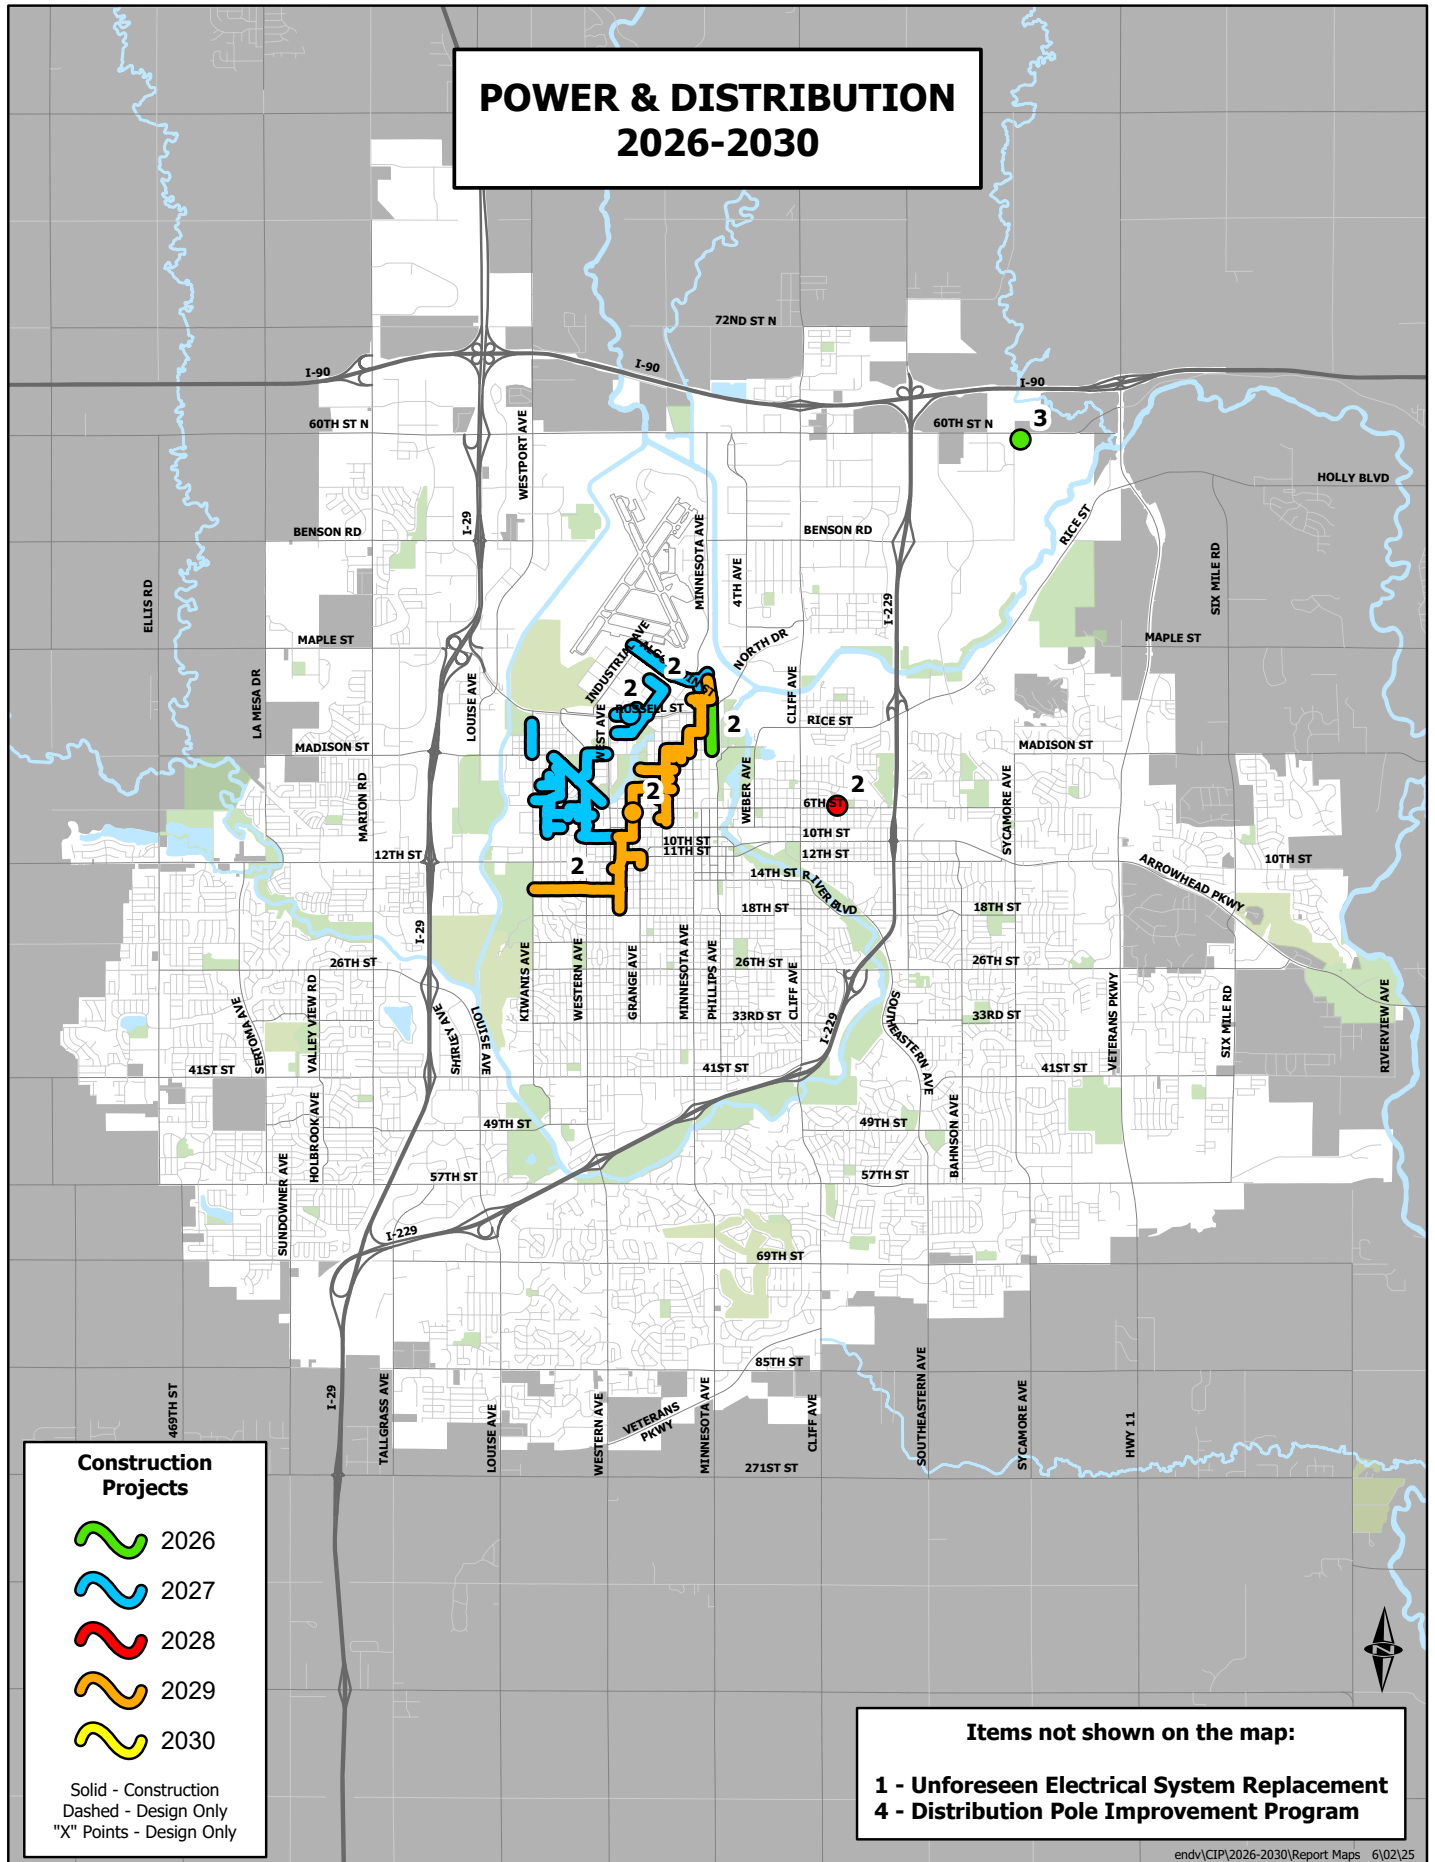 POWER & DISTRIBUTION
2026-2030
72ND ST N
I-90
I-90
I-90
60TH ST N
60TH ST N
3
WESTPORT AVE
HOLLY BLVD
I-29
BENSON RD
MINNESOTA AVE
BENSON RD
RICE ST
4TH AVE
SIX MILE RD
ELLIS RD
I-229
MAPLE ST
INDUSTRIAL AVE
NORTH DR
MAPLE ST
2
2
LA MESA DR
LOUISE AVE
RUSSELL ST
CLIFF AVE
RICE ST
2
WEST AVE
MADISON ST
MADISON ST
MARION RD
2
WEBER AVE
2
6TH ST
SYCAMORE AVE
10TH ST
10TH ST
11TH ST
12TH ST
12TH ST
10TH ST
2
14TH ST
RIVER BLVD
ARROWHEAD PKWY
18TH ST
18TH ST
I-29
26TH ST
KIWANIS AVE
WESTERN AVE
GRANGE AVE
MINNESOTA AVE
PHILLIPS AVE
26TH ST
CLIFF AVE
26TH ST
SERTOMA AVE
VALLEY VIEW RD
SHIRLEY AVE
LOUISE AVE
33RD ST
I-229
SOUTHEASTERN AVE
33RD ST
VETERANS PKWY
SIX MILE RD
RIVERVIEW AVE
41ST ST
41ST ST
41ST ST
HOLBROOK AVE
49TH ST
49TH ST
BAHNSON AVE
SUNDOWNER AVE
57TH ST
57TH ST
I-229
69TH ST
85TH ST
469TH ST
I-29
TALLGRASS AVE
LOUISE AVE
WESTERN AVE
VETERANS
PKWY
MINNESOTA AVE
CLIFF AVE
SOUTHEASTERN AVE
SYCAMORE AVE
HWY 11
271ST ST
Construction
Projects
2026
2027
2028
2029
2030
Solid - Construction
Dashed - Design Only
"X" Points - Design Only
N
Items not shown on the map:
1 - Unforeseen Electrical System Replacement
4 - Distribution Pole Improvement Program
endv\CIP\2026-2030\Report Maps 6\02\25